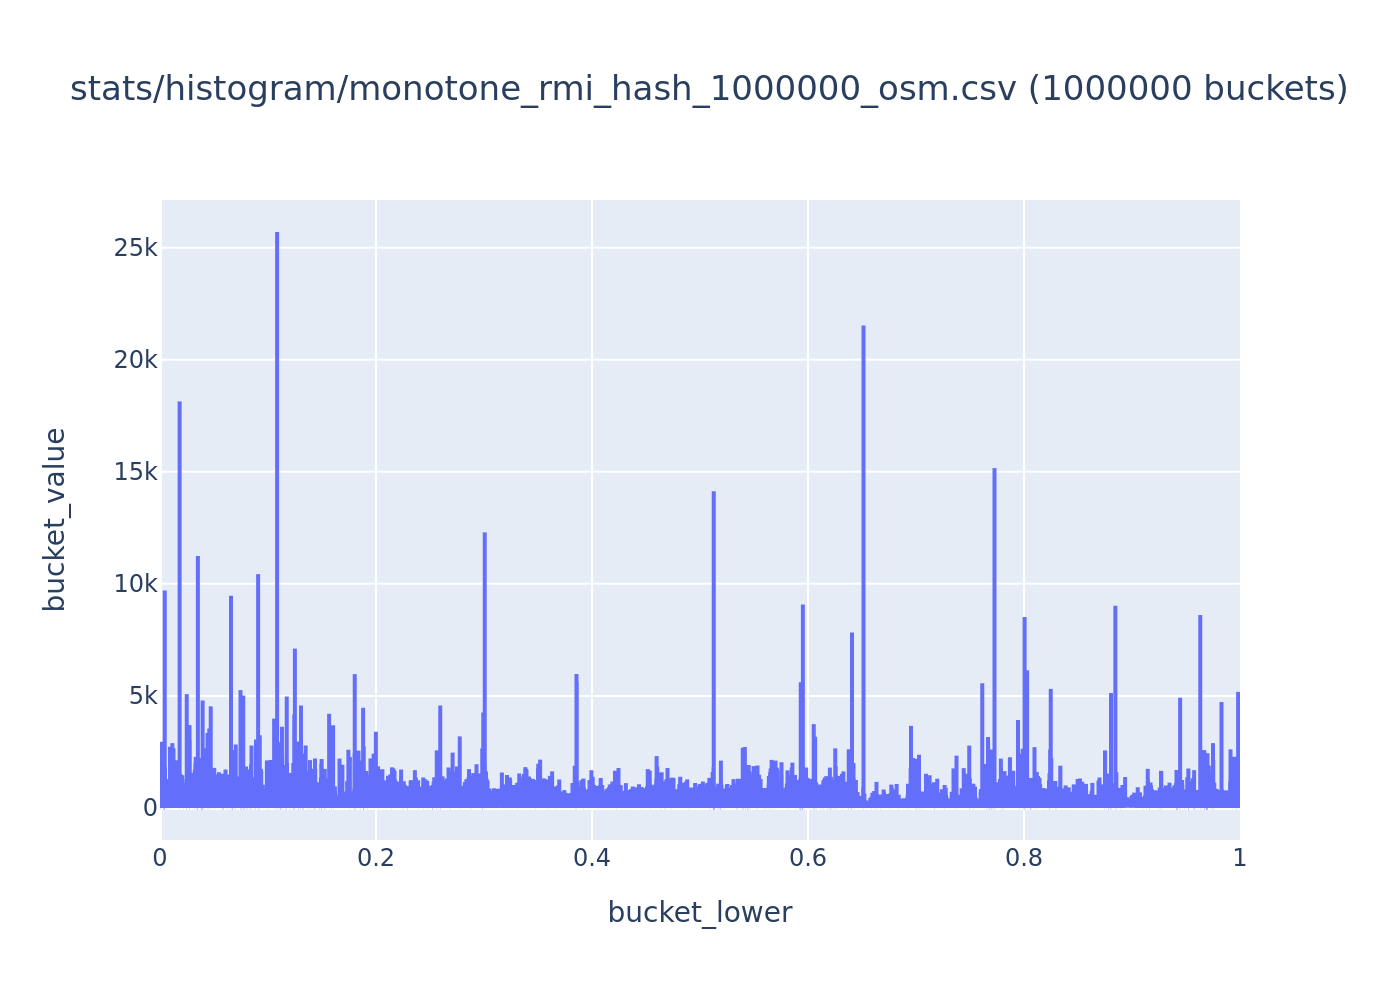 stats/histogram/monotone_rmi_hash_1000000_osm.csv (1000000 buckets)
25k
20k
15k
10k
5k
0
bucket_value
0 0.2 0.4 0.6 0.8 1
bucket_lower